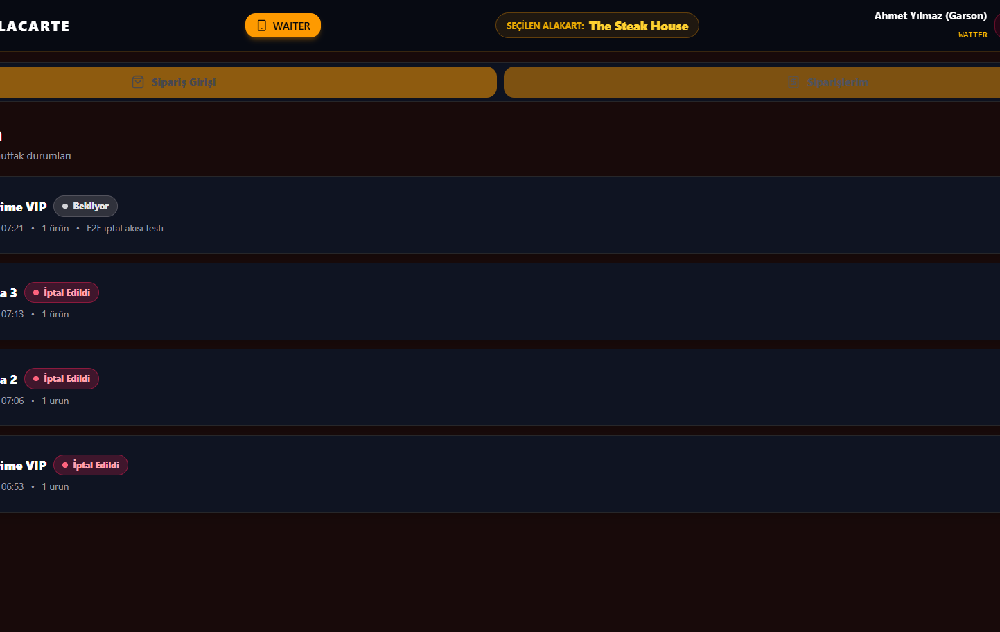 LACARTE
WAITER
SEÇİLEN ALAKART: The Steak House
Ahmet Yılmaz (Garson)
WAITER
Sipariş Girişi
Siparişlerim
utfak durumları
ime VIP
Bekliyor
07:21 • 1 ürün • E2E iptal akisi testi
a 3
İptal Edildi
07:13 • 1 ürün
a 2
İptal Edildi
07:06 • 1 ürün
ime VIP
İptal Edildi
06:53 • 1 ürün